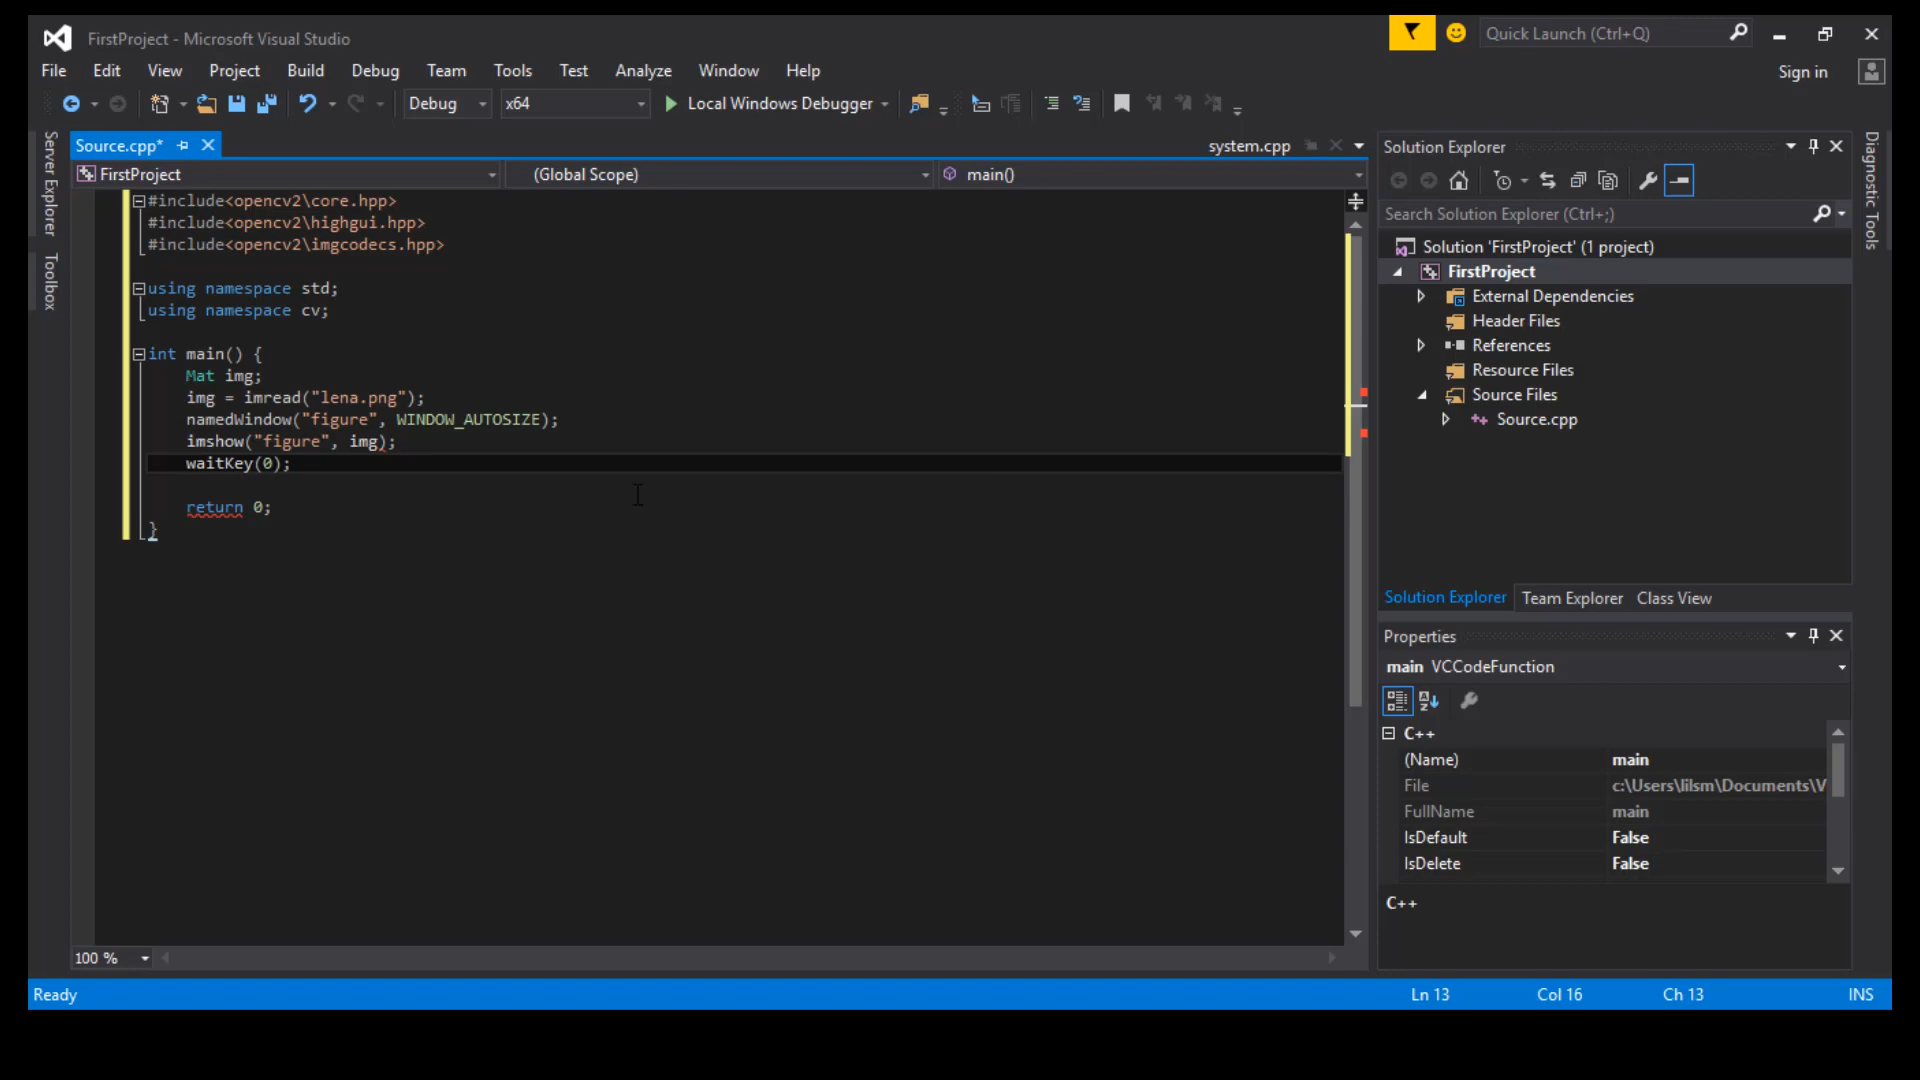 FirstProject - Microsoft Visual Studio
Quick Launch (Ctrl+Q)
File Edit View Project Build Debug Team Tools Test Analyze Window Help
Sign in
Debug x64 Local Windows Debugger
Server Explorer
Toolbox
Source.cpp*
system.cpp
FirstProject (Global Scope) main()
#include<opencv2\core.hpp>
#include<opencv2\highgui.hpp>
#include<opencv2\imgcodecs.hpp>
using namespace std;
using namespace cv;
int main() {
Mat img;
img = imread("lena.png");
namedWindow("figure", WINDOW_AUTOSIZE);
imshow("figure", img);
waitKey(0);
return 0;
}
100 %
Solution Explorer
Search Solution Explorer (Ctrl+;)
Solution 'FirstProject' (1 project)
FirstProject
External Dependencies
Header Files
References
Resource Files
Source Files
Source.cpp
Solution Explorer Team Explorer Class View
Properties
main VCCodeFunction
C++
(Name) main
File c:\Users\lilsm\Documents\V
FullName main
IsDefault False
IsDelete False
C++
Diagnostic Tools
Ready Ln 13 Col 16 Ch 13 INS